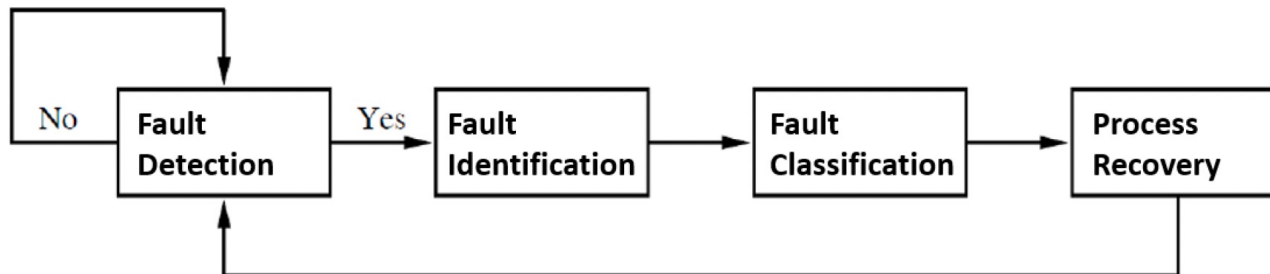 No
Fault
Detection
Yes
Fault
Identification
Fault
Classification
Process
Recovery